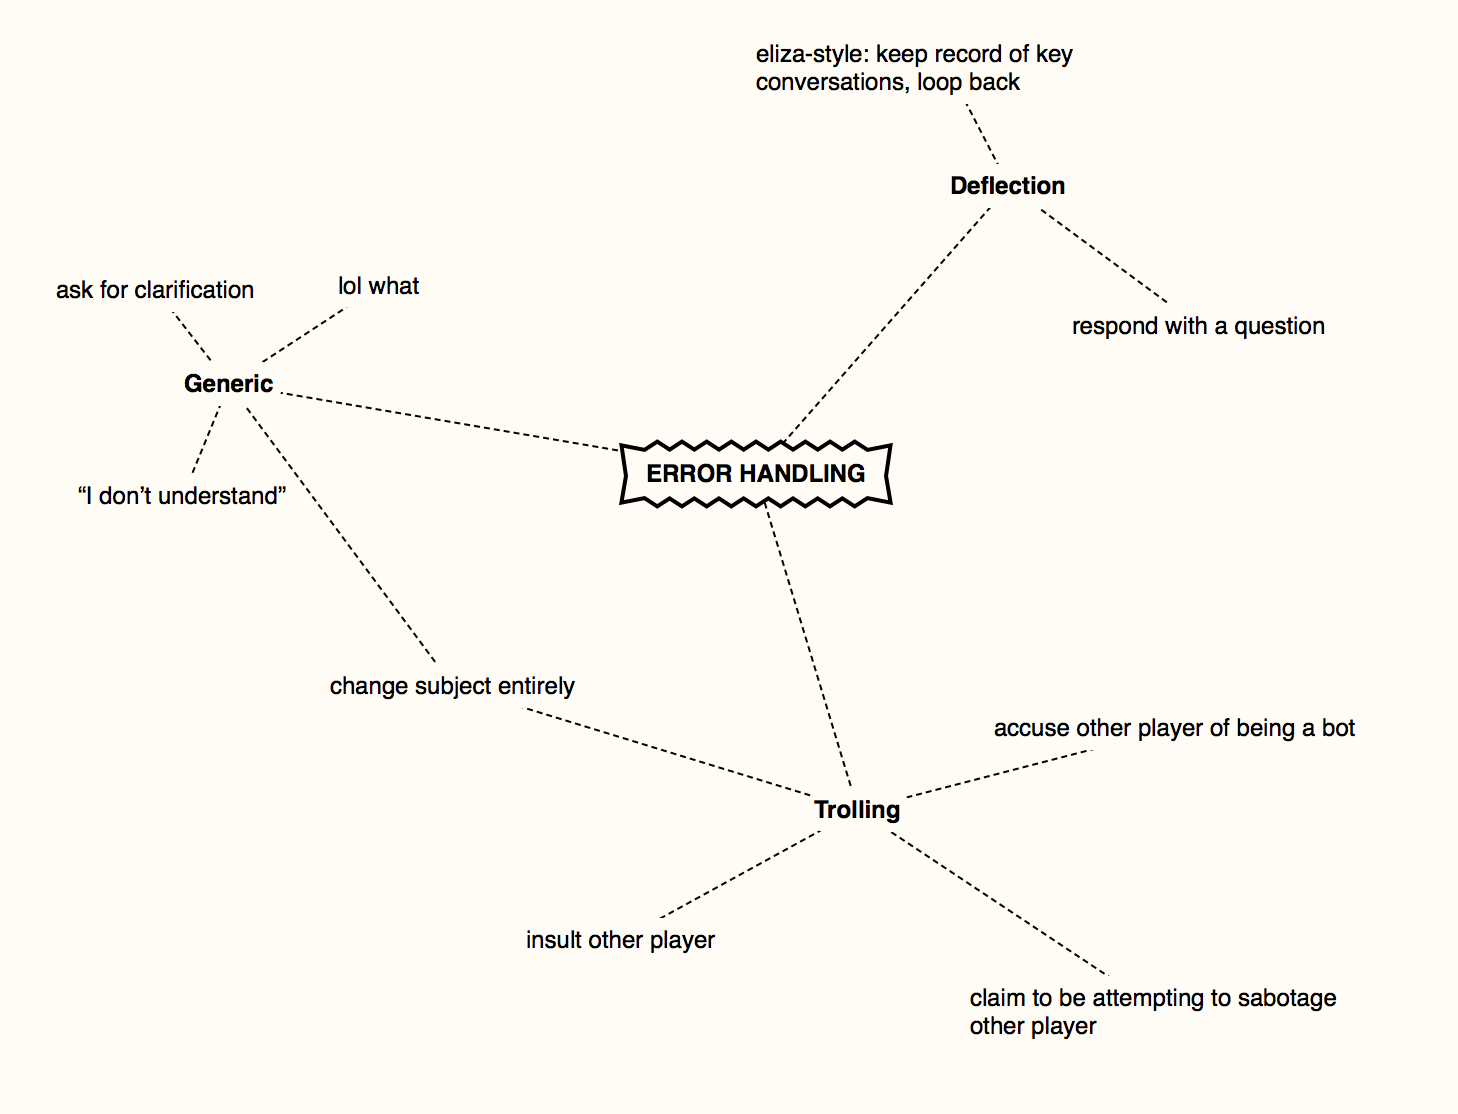 eliza-style: keep record of key
conversations, loop back
Deflection
respond with a question
ask for clarification
lol what
Generic
“I don’t understand”
ERROR HANDLING
change subject entirely
accuse other player of being a bot
Trolling
insult other player
claim to be attempting to sabotage
other player